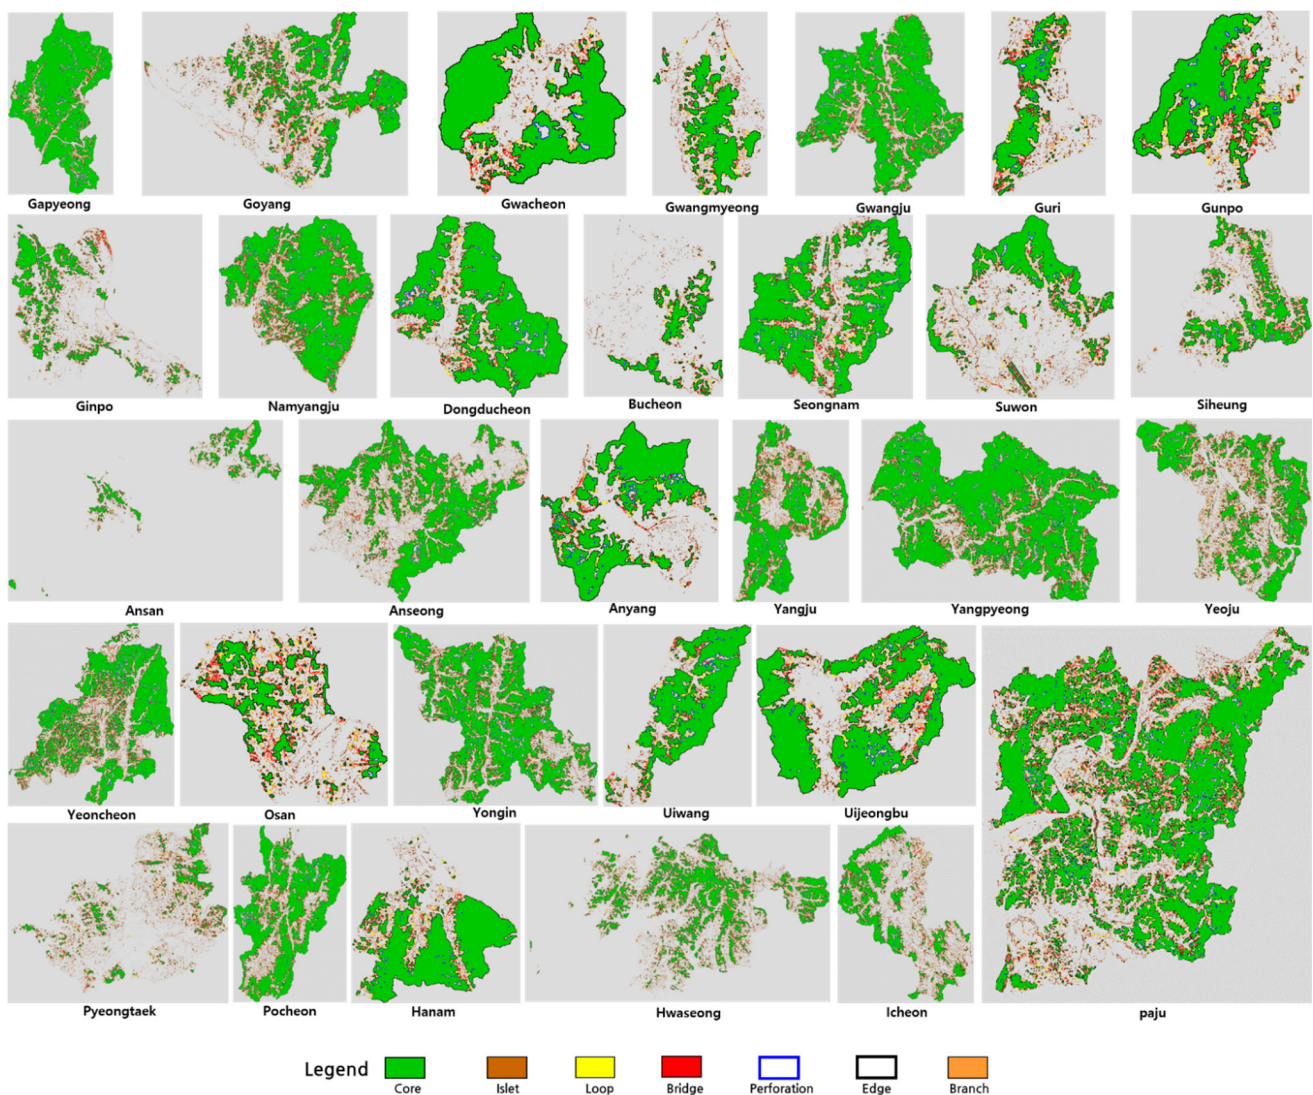 Gapyeong Goyang Gwacheon Gwangmyeong Gwangju Guri Gunpo
Ginpo Namyangju Dongducheon Bucheon Seongnam Suwon Siheung
Ansan Anseong Anyang Yangju Yangpyeong Yeoju
Yeoncheon Osan Yongin Uiwang Uijeongbu
Pyeongtaek Pocheon Hanam Hwaseong Icheon paju
Legend
Core Islet Loop Bridge Perforation Edge Branch